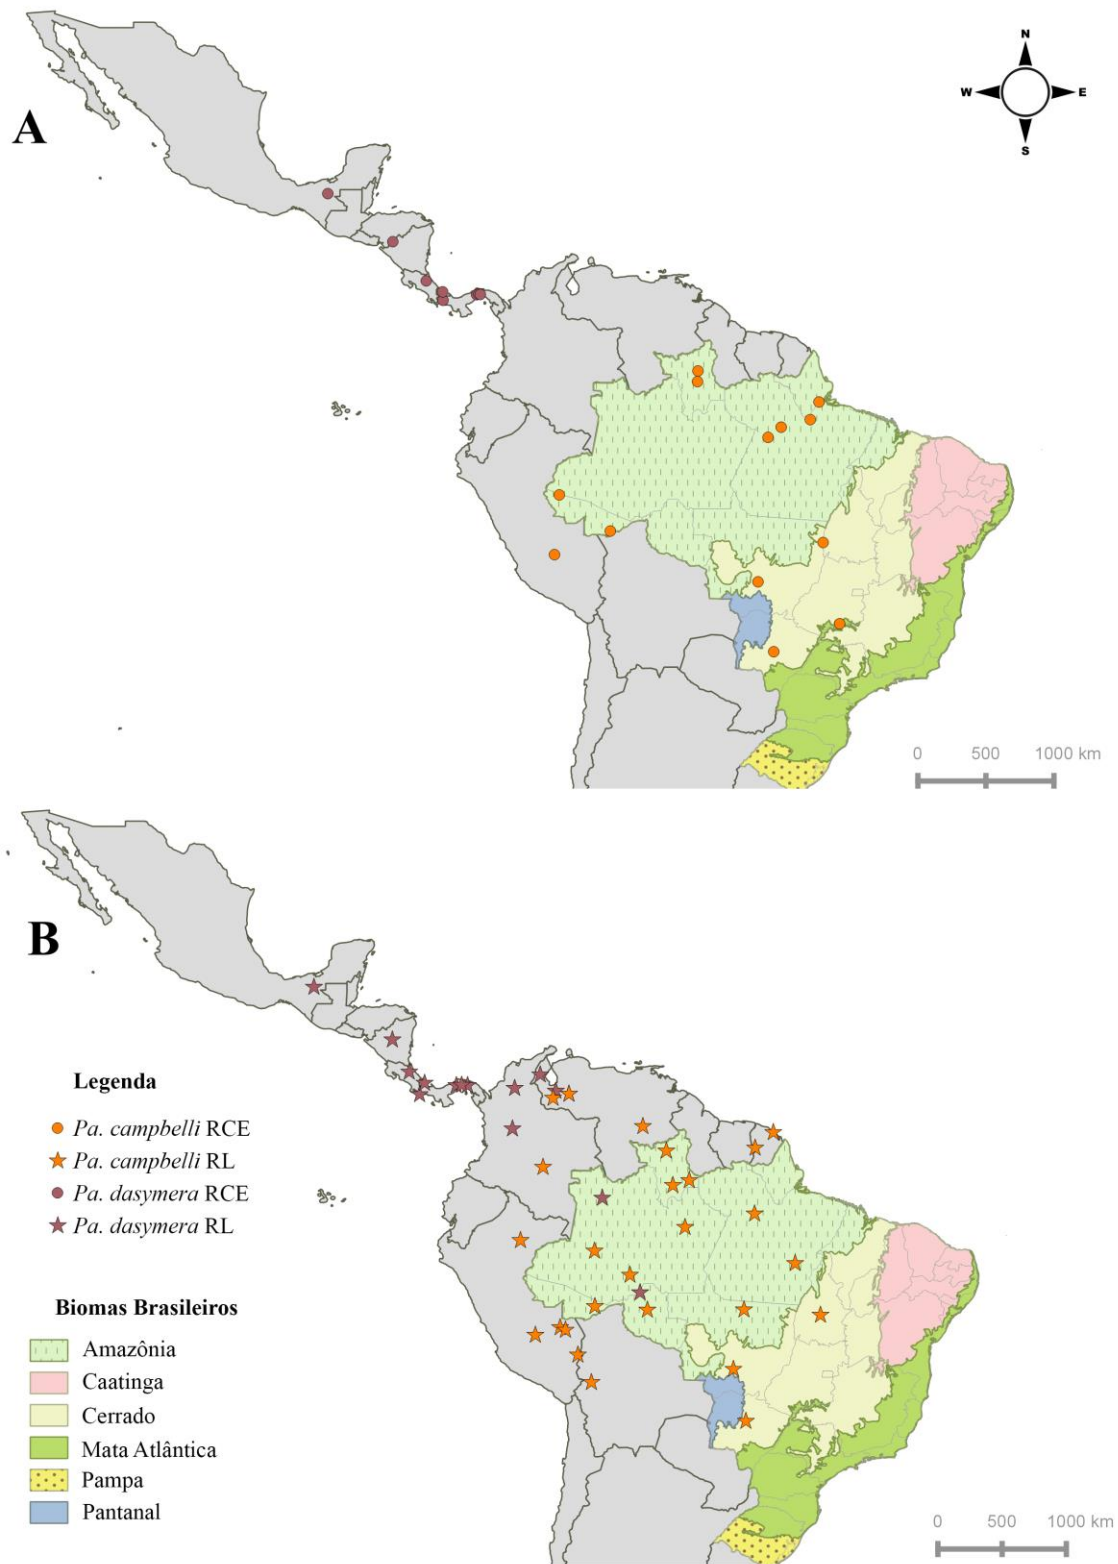 A
N
W E
S
0 500 1000 km
B
Legenda
Pa. campbelli RCE
Pa. campbelli RL
Pa. dasymera RCE
Pa. dasymera RL
Biomas Brasileiros
Amazônia
Caatinga
Cerrado
Mata Atlântica
Pampa
Pantanal
0 500 1000 km